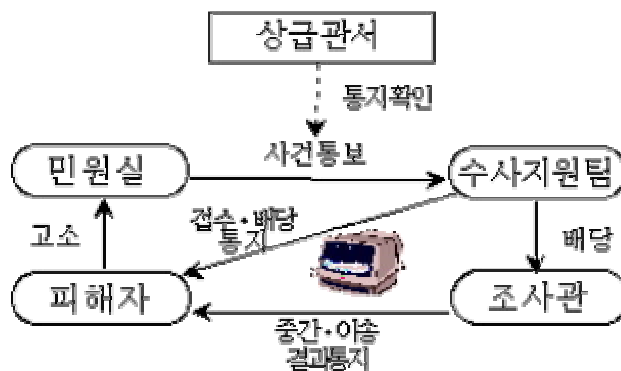 상급관서
통지확인
민원실
사건통보
수사지원팀
고소
접수·배당
통지
배당
피해자
조사관
중간·이송
결과통지